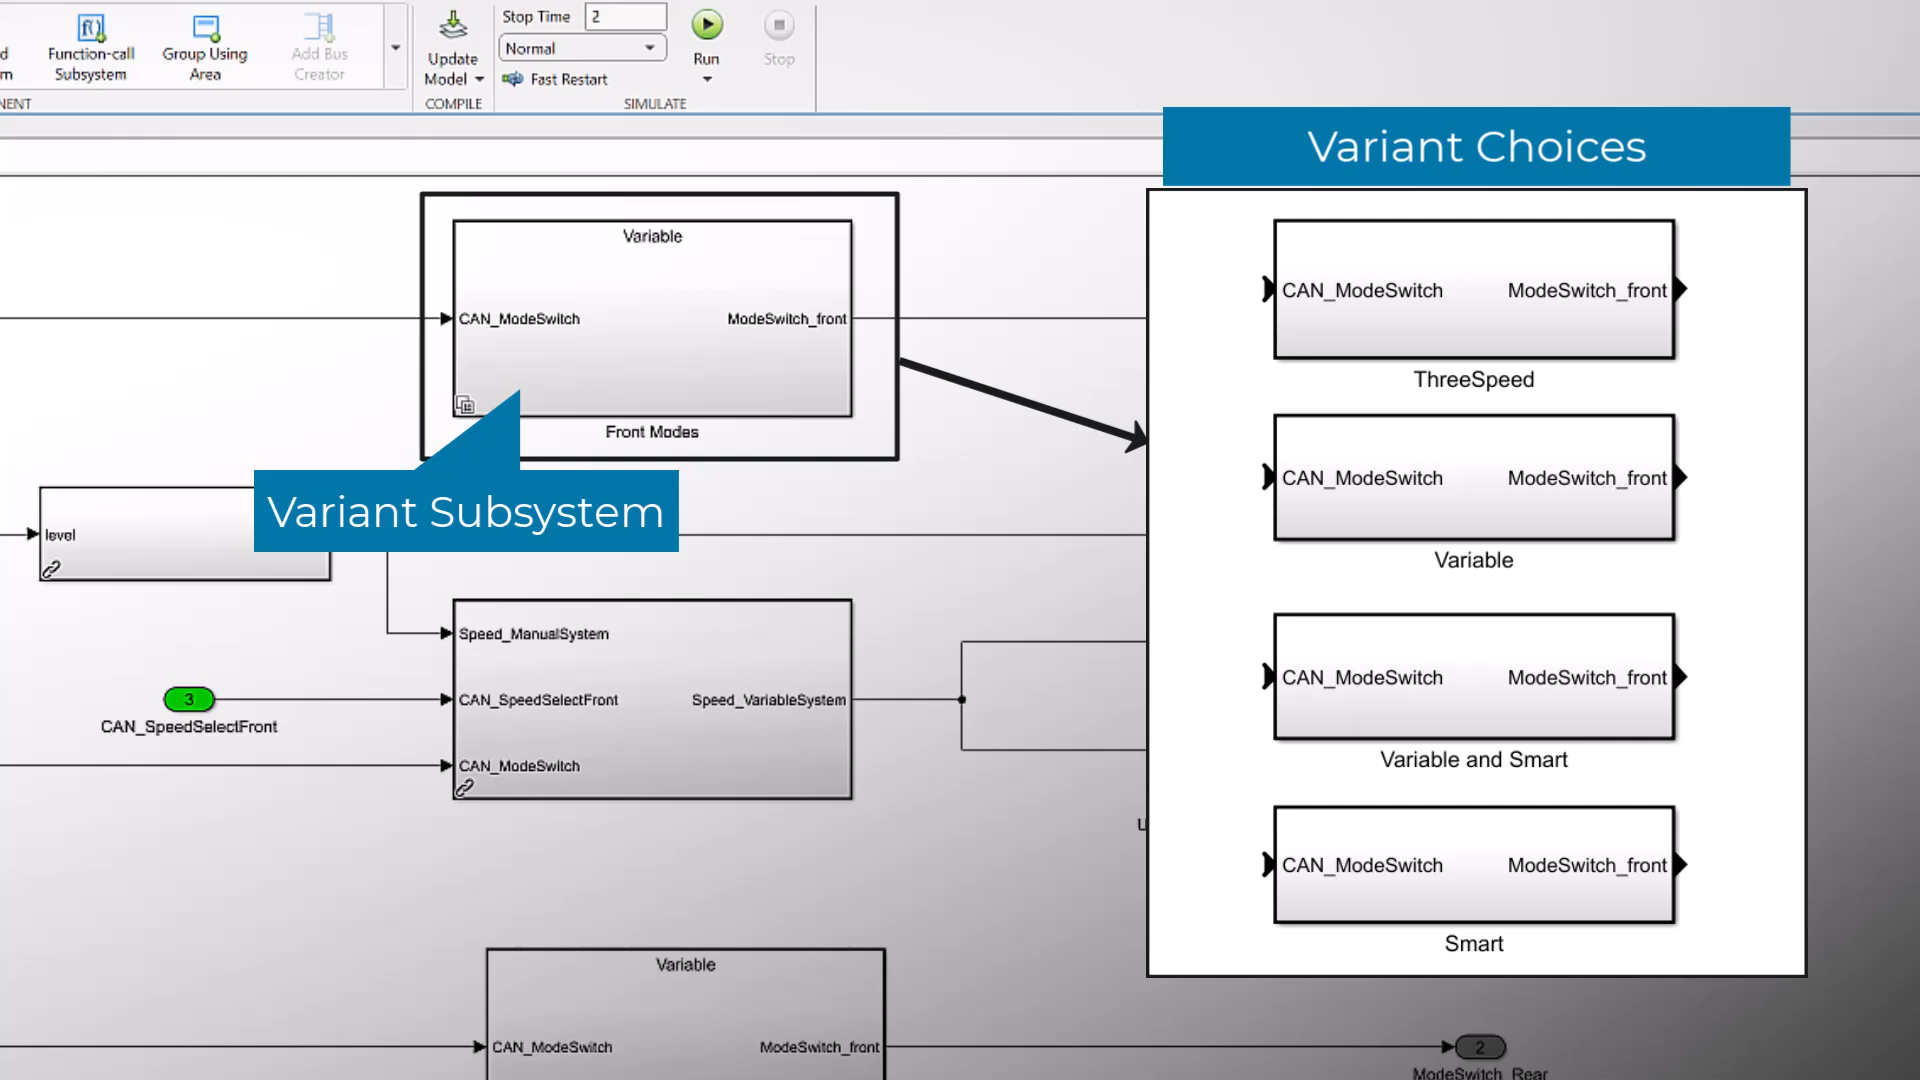 d
m
Function-call
Subsystem
Group Using
Area
Add Bus
Creator
NENT
Update
Model
COMPILE
Stop Time 2
Normal
Fast Restart
Run
Stop
SIMULATE
Variant Choices
Variable
CAN_ModeSwitch ModeSwitch_front
Front Modes
Variant Subsystem
level
Speed_ManualSystem
CAN_SpeedSelectFront Speed_VariableSystem
CAN_ModeSwitch
3
CAN_SpeedSelectFront
U
Variable
CAN_ModeSwitch ModeSwitch_front
2
ModeSwitch_Rear
CAN_ModeSwitch ModeSwitch_front
ThreeSpeed
CAN_ModeSwitch ModeSwitch_front
Variable
CAN_ModeSwitch ModeSwitch_front
Variable and Smart
CAN_ModeSwitch ModeSwitch_front
Smart